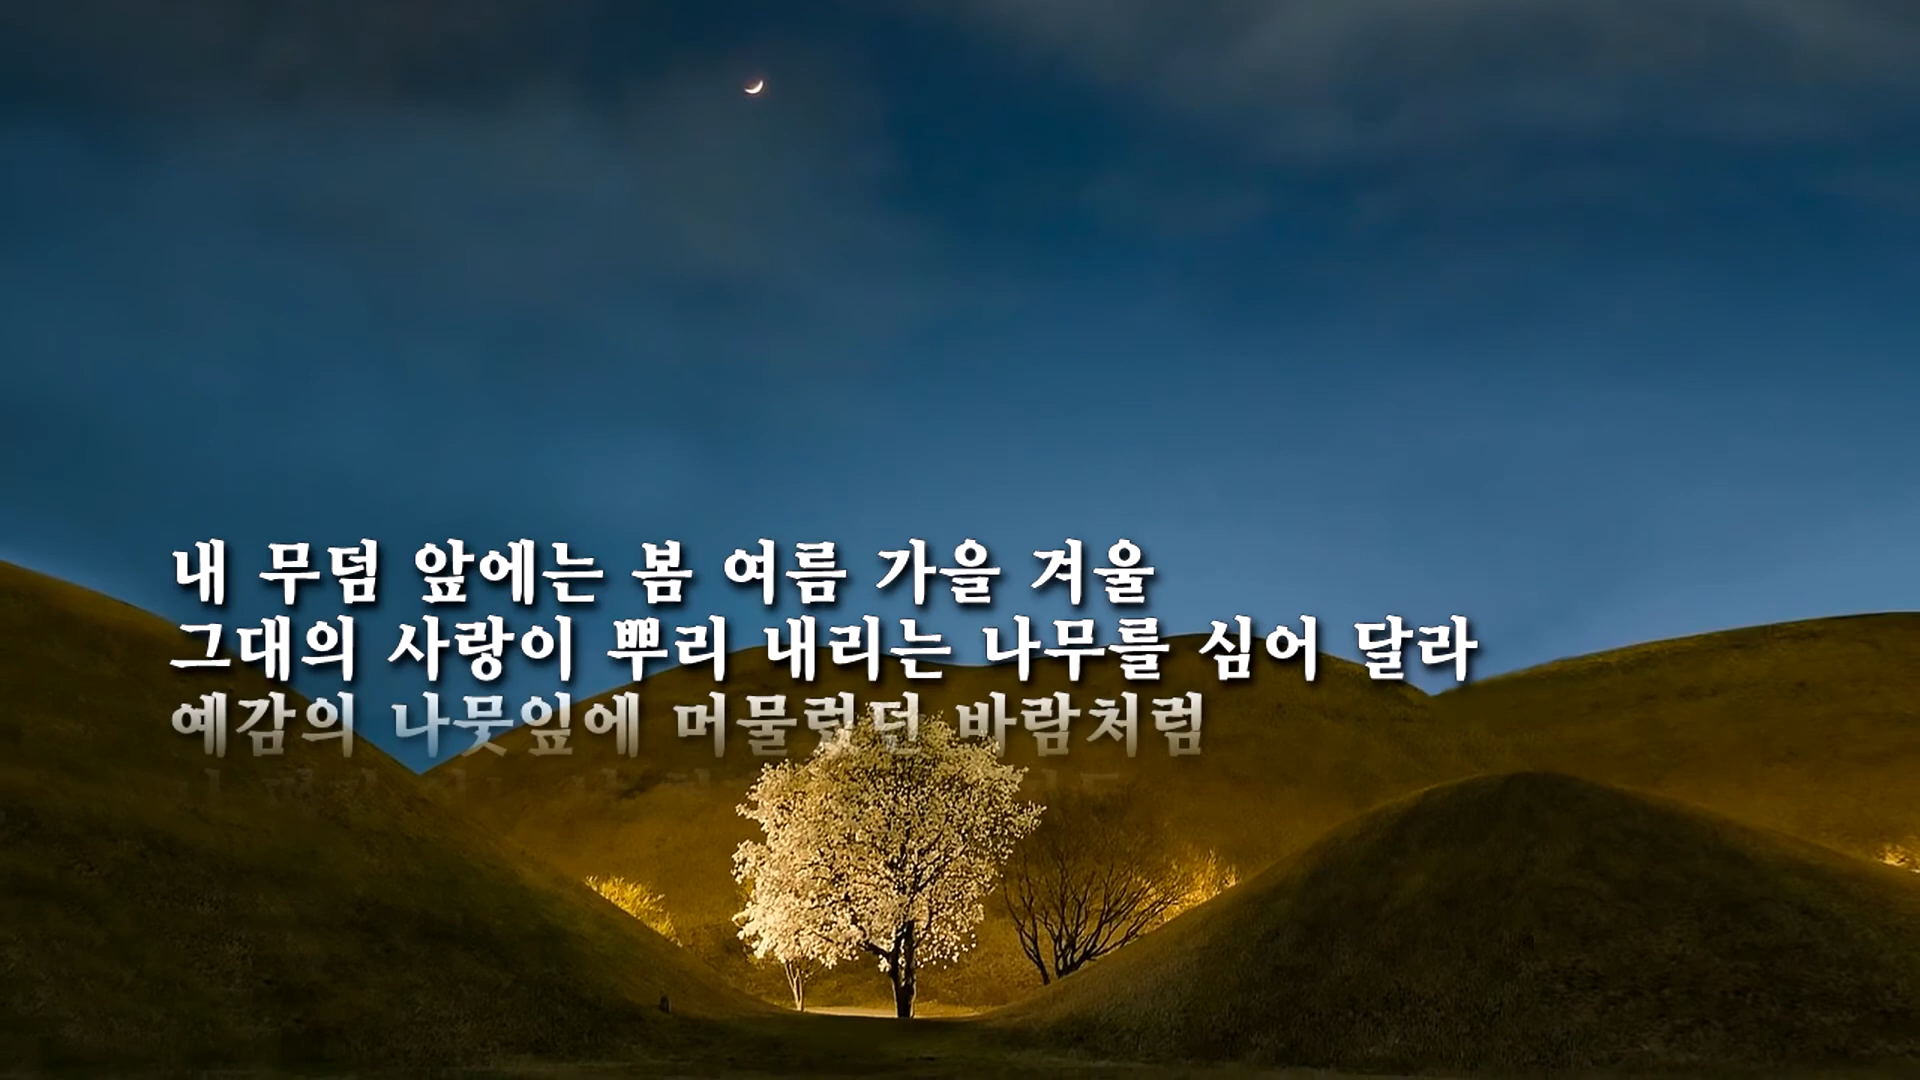 내 무덤 앞에는 봄 여름 가을 겨울
그대의 사랑이 뿌리 내리는 나무를 심어 달라
예감의 나뭇잎에 머물렀던 바람처럼